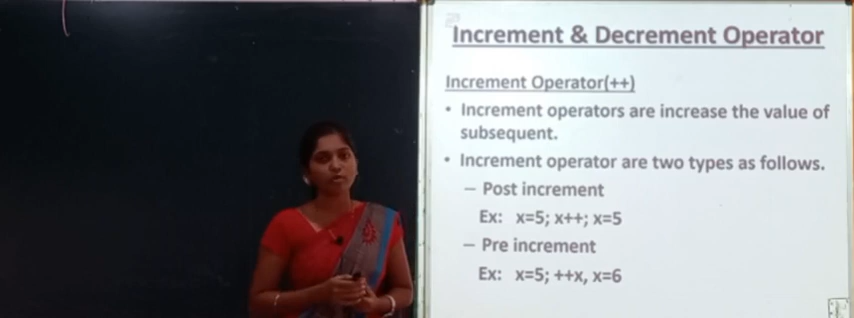 Increment & Decrement Operator
Increment Operator(++)
• Increment operators are increase the value of
subsequent.
• Increment operator are two types as follows.
– Post increment
Ex: x=5; x++; x=5
– Pre increment
Ex: x=5; ++x, x=6